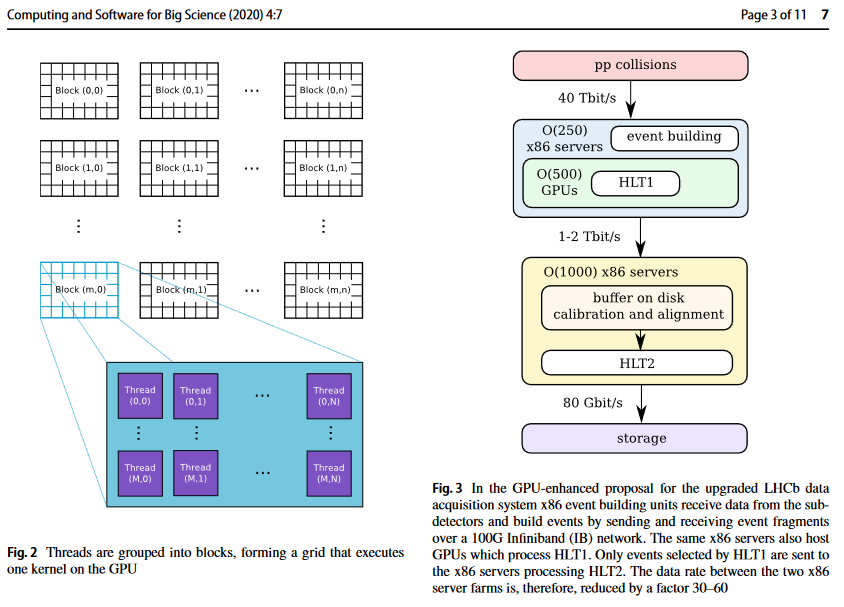 Computing and Software for Big Science (2020) 4:7
Page 3 of 11 7
Block (0,0) Block (0,1) ... Block (0,n)
Block (1,0) Block (1,1) ... Block (1,n)
Block (m,0) Block (m,1) ... Block (m,n)
Thread
(0,0)
Thread
(0,1)
...
Thread
(0,N)
Thread
(M,0)
Thread
(M,1)
...
Thread
(M,N)
Fig. 2 Threads are grouped into blocks, forming a grid that executes
one kernel on the GPU
pp collisions
40 Tbit/s
O(250)
x86 servers
event building
O(500)
GPUs
HLT1
1-2 Tbit/s
O(1000) x86 servers
buffer on disk
calibration and alignment
HLT2
80 Gbit/s
storage
Fig. 3 In the GPU-enhanced proposal for the upgraded LHCb data
acquisition system x86 event building units receive data from the sub-
detectors and build events by sending and receiving event fragments
over a 100G Infiniband (IB) network. The same x86 servers also host
GPUs which process HLT1. Only events selected by HLT1 are sent to
the x86 servers processing HLT2. The data rate between the two x86
server farms is, therefore, reduced by a factor 30–60